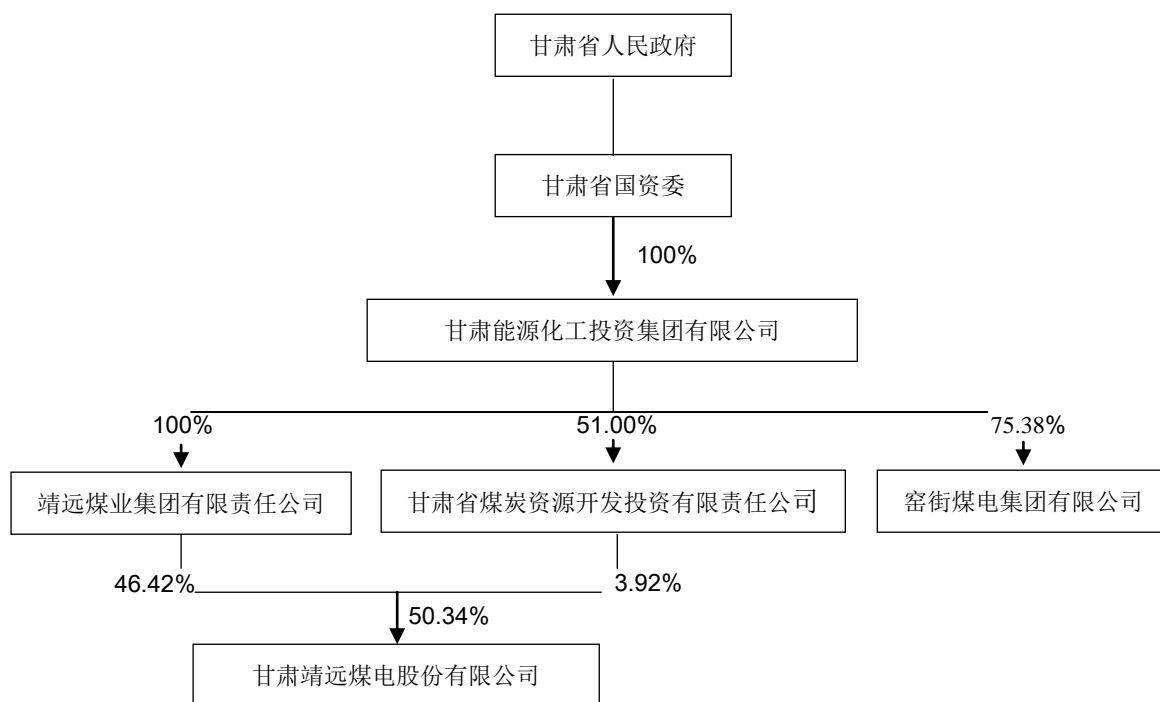 甘肃省人民政府
甘肃省国资委
100%
甘肃能源化工投资集团有限公司
100%
51.00%
75.38%
靖远煤业集团有限责任公司
甘肃省煤炭资源开发投资有限责任公司
窑街煤电集团有限公司
46.42%
3.92%
50.34%
甘肃靖远煤电股份有限公司